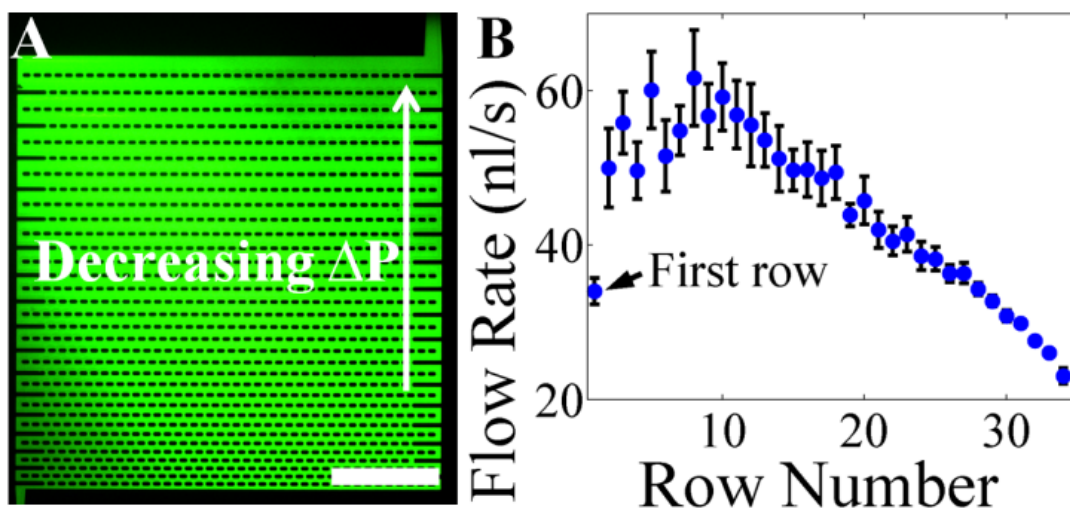 A
Decreasing ΔP
B
Flow Rate (nl/s)
60
40
20
First row
10
20
30
Row Number